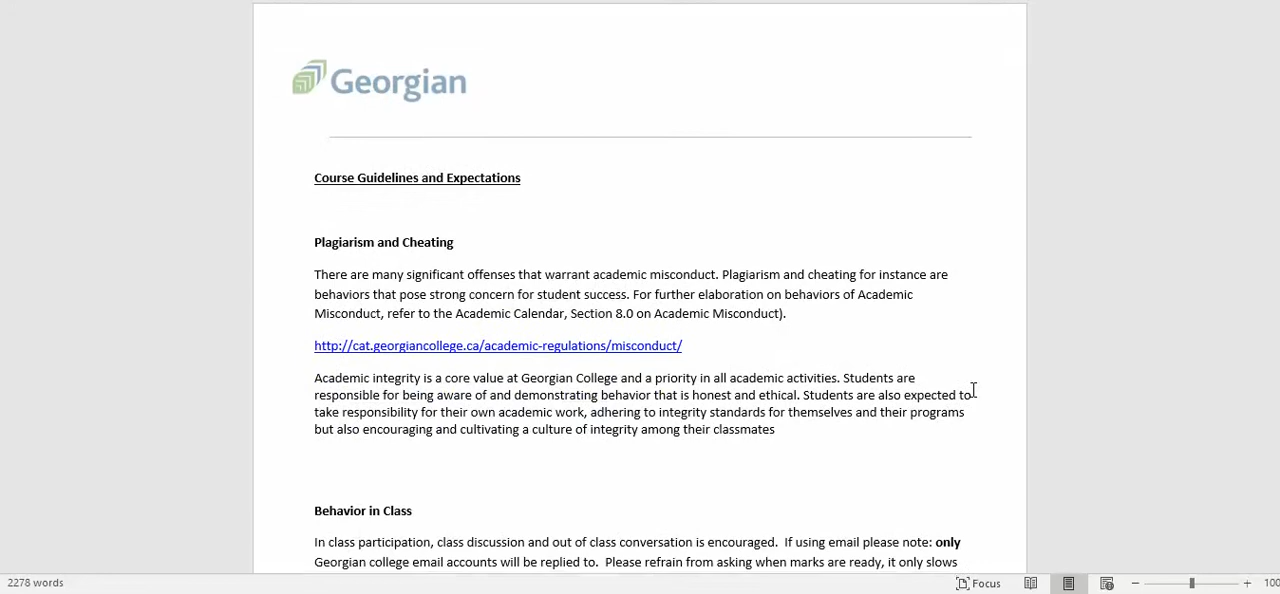 Georgian
Course Guidelines and Expectations
Plagiarism and Cheating
There are many significant offenses that warrant academic misconduct. Plagiarism and cheating for instance are
behaviors that pose strong concern for student success. For further elaboration on behaviors of Academic
Misconduct, refer to the Academic Calendar, Section 8.0 on Academic Misconduct).
http://cat.georgiancollege.ca/academic-regulations/misconduct/
Academic integrity is a core value at Georgian College and a priority in all academic activities. Students are
responsible for being aware of and demonstrating behavior that is honest and ethical. Students are also expected to
take responsibility for their own academic work, adhering to integrity standards for themselves and their programs
but also encouraging and cultivating a culture of integrity among their classmates
Behavior in Class
In class participation, class discussion and out of class conversation is encouraged.  If using email please note: only
Georgian college email accounts will be replied to.  Please refrain from asking when marks are ready, it only slows
2278 words
Focus
100